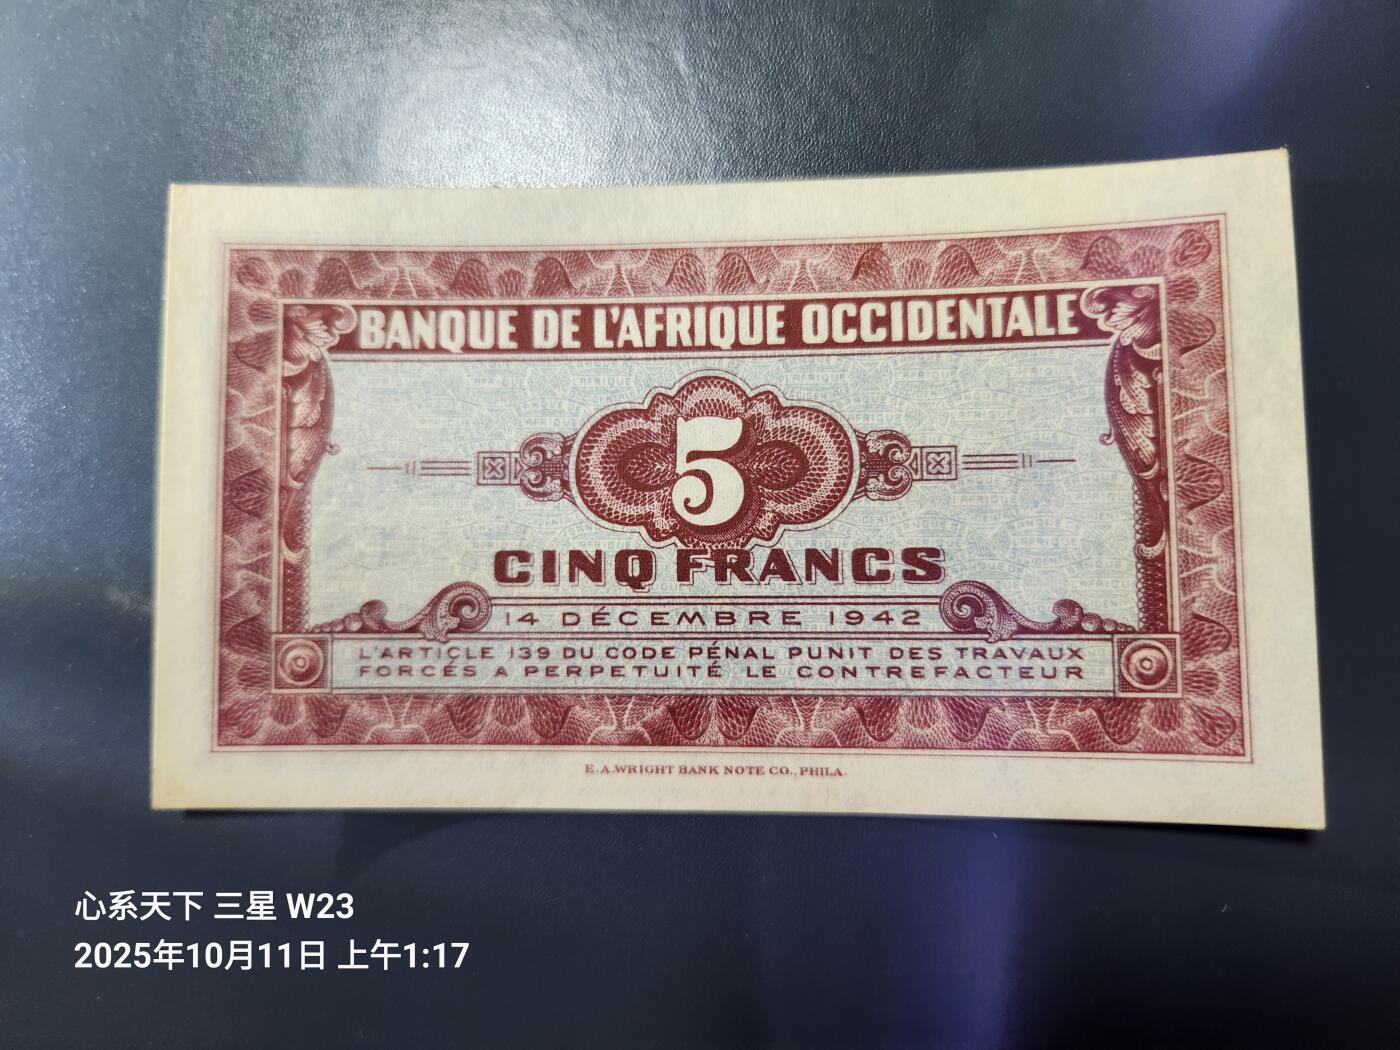 BANQUE DE L'AFRIQUE OCCIDENTALE
5
CINQ FRANCS
14 DÉCEMBRE 1942
L'ARTICLE 139 DU CODE PÉNAL PUNIT DES TRAVAUX
FORCÉS A PERPETUITÉ LE CONTREFACTEUR
E.A.WRIGHT BANK NOTE CO., PHILA.
心系天下 三星 W23
2025年10月11日 上午1:17